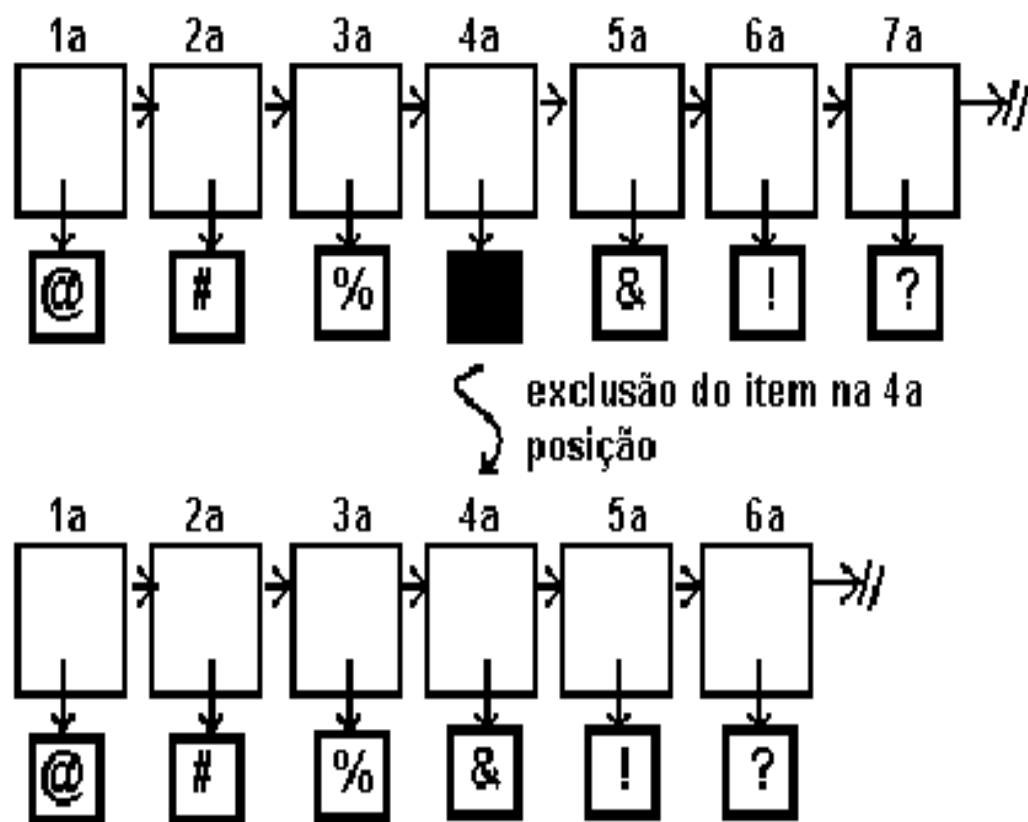 1a 2a 3a 4a 5a 6a 7a
@ # % & ! ?
exclusão do item na 4a
posição
1a 2a 3a 4a 5a 6a
@ # % & ! ?